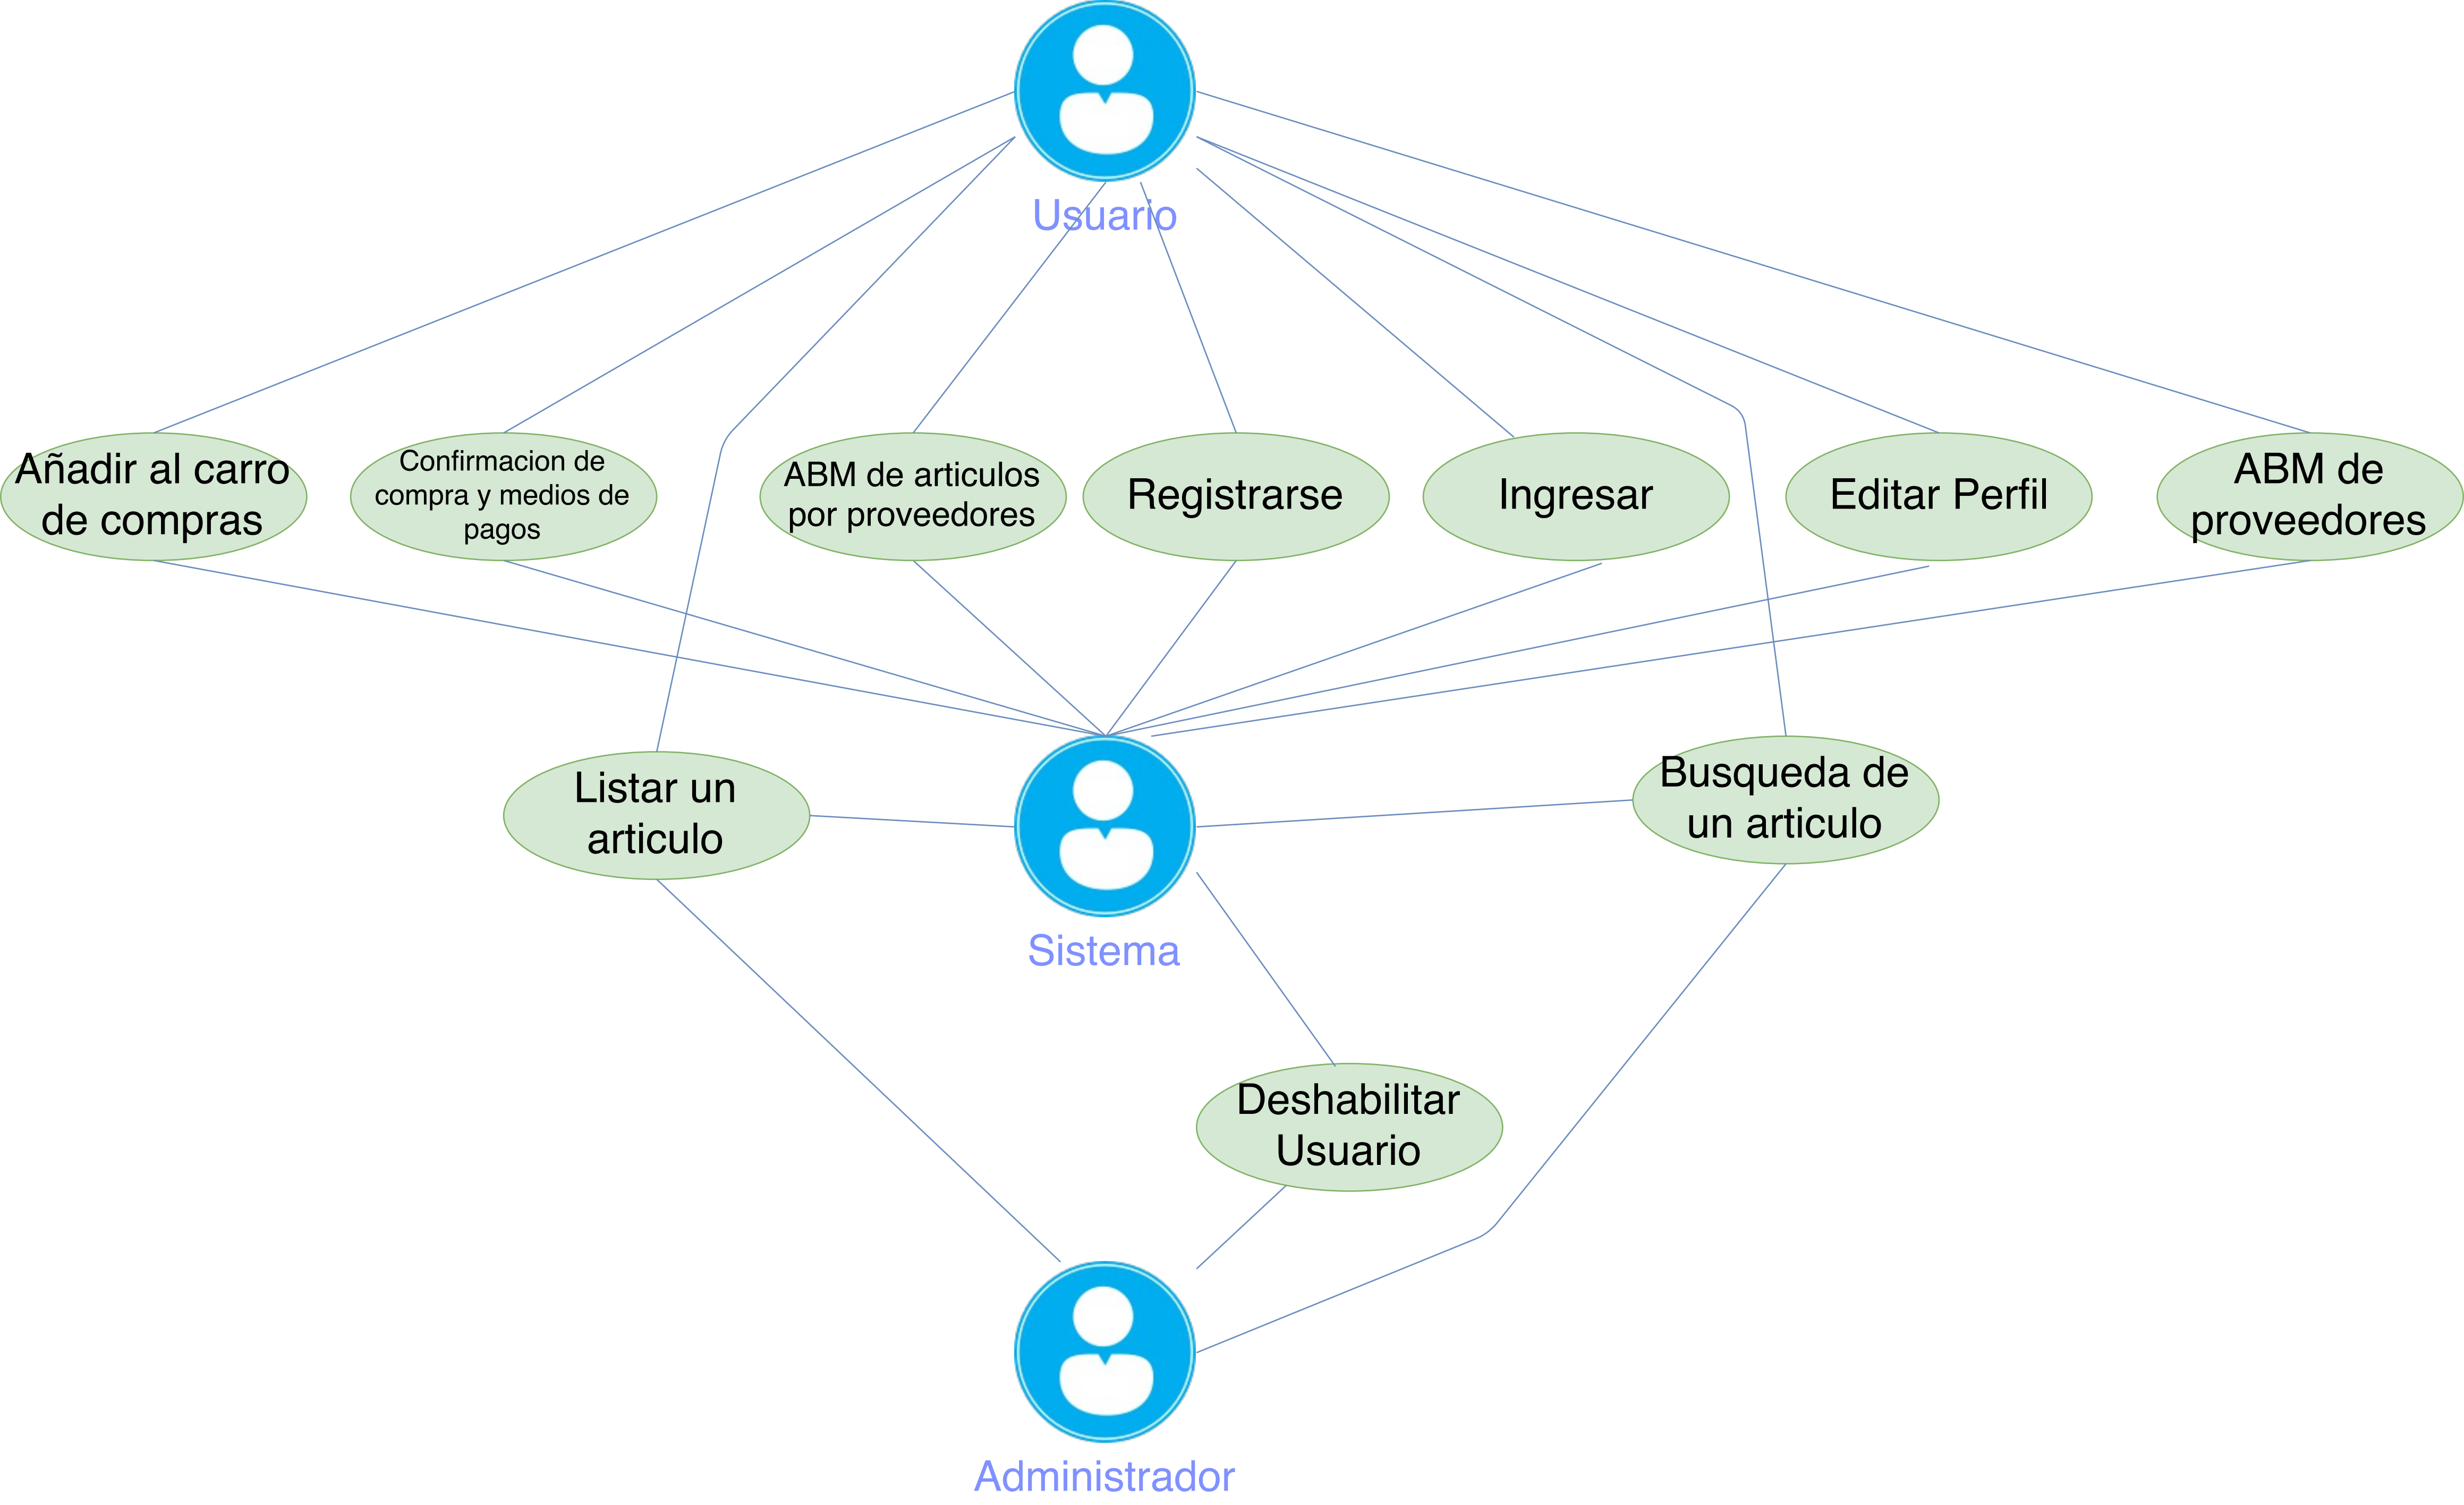 Usuario
Añadir al carro
de compras
Confirmacion de
compra y medios de
pagos
ABM de articulos
por proveedores
Registrarse
Ingresar
Editar Perfil
ABM de
proveedores
Listar un
articulo
Busqueda de
un articulo
Sistema
Deshabilitar
Usuario
Administrador